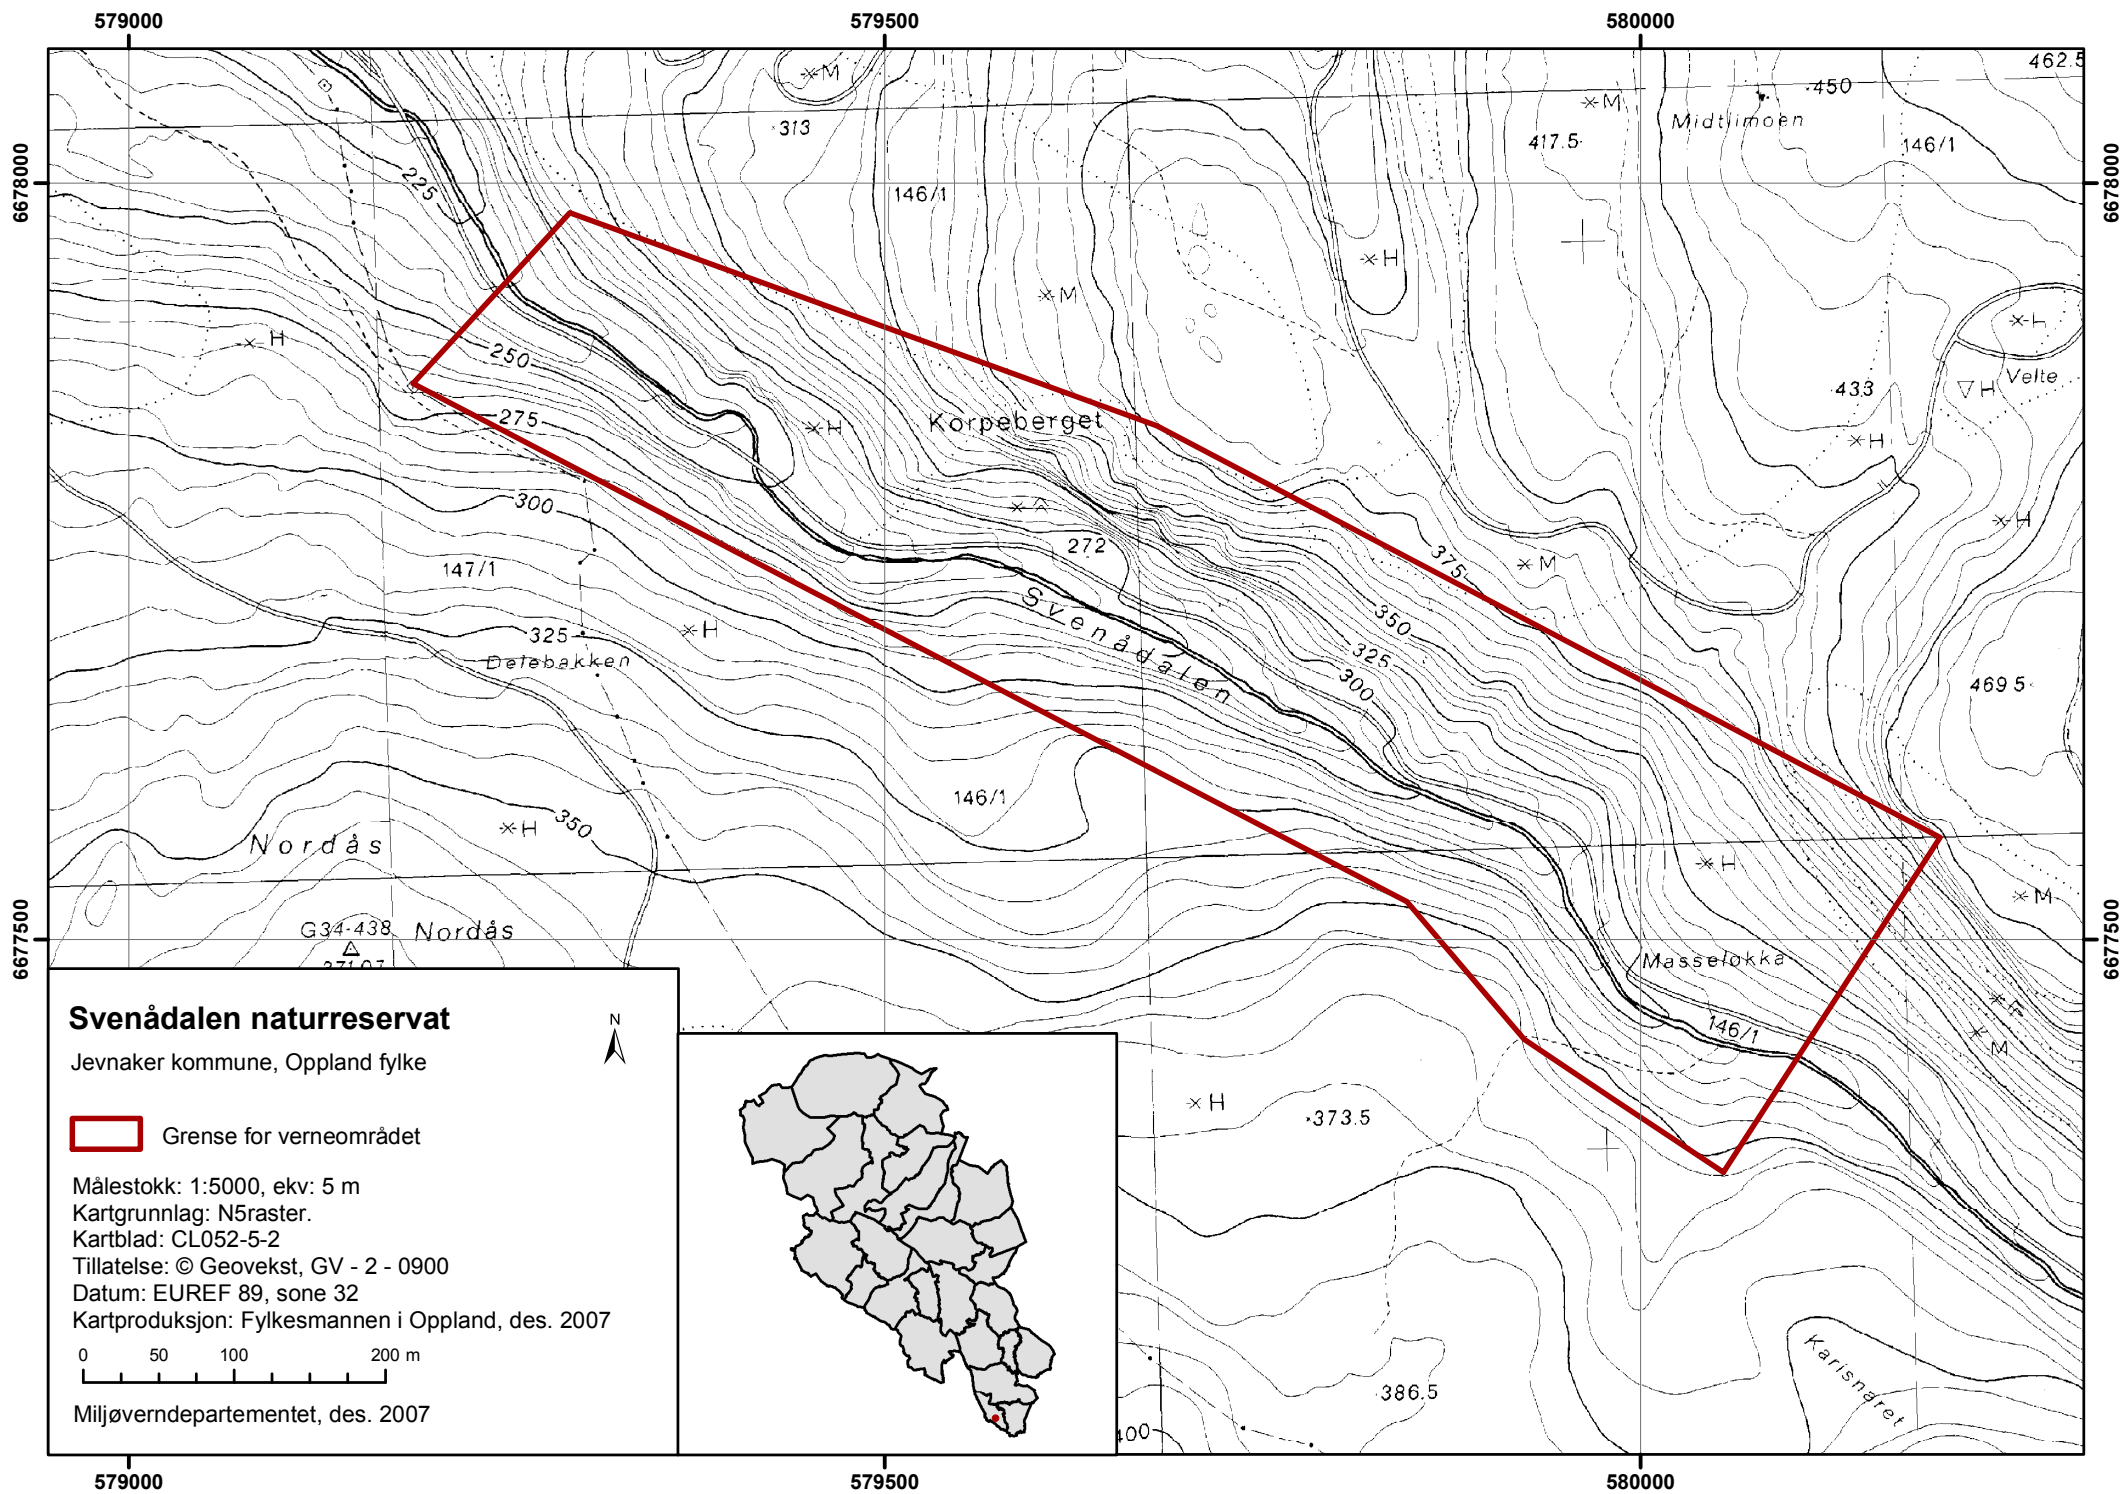 579000
579500
580000
462.5
M
M
450
313
Midtlimoen
417.5
146/1
6678000
6678000
225
146/1
H
M
H
250
Velte
H
433
275
Korpeberget
H
H
300
H
272
375
M
147/1
Svenådalen
350
325
H
325
Delebakken
300
469.5
146/1
350
H
Nordås
H
M
G34-438
Nordås
371.07
6677500
6677500
Masseløkka
146/1
M
H
373.5
386.5
Karisnaret
400
Svenådalen naturreservat
N
Jevnaker kommune, Oppland fylke
Grense for verneområdet
Målestokk: 1:5000, ekv: 5 m
Kartgrunnlag: N5raster.
Kartblad: CL052-5-2
Tillatelse: © Geovekst, GV - 2 - 0900
Datum: EUREF 89, sone 32
Kartproduksjon: Fylkesmannen i Oppland, des. 2007
0 50 100 200 m
Miljøverndepartementet, des. 2007
579000
579500
580000